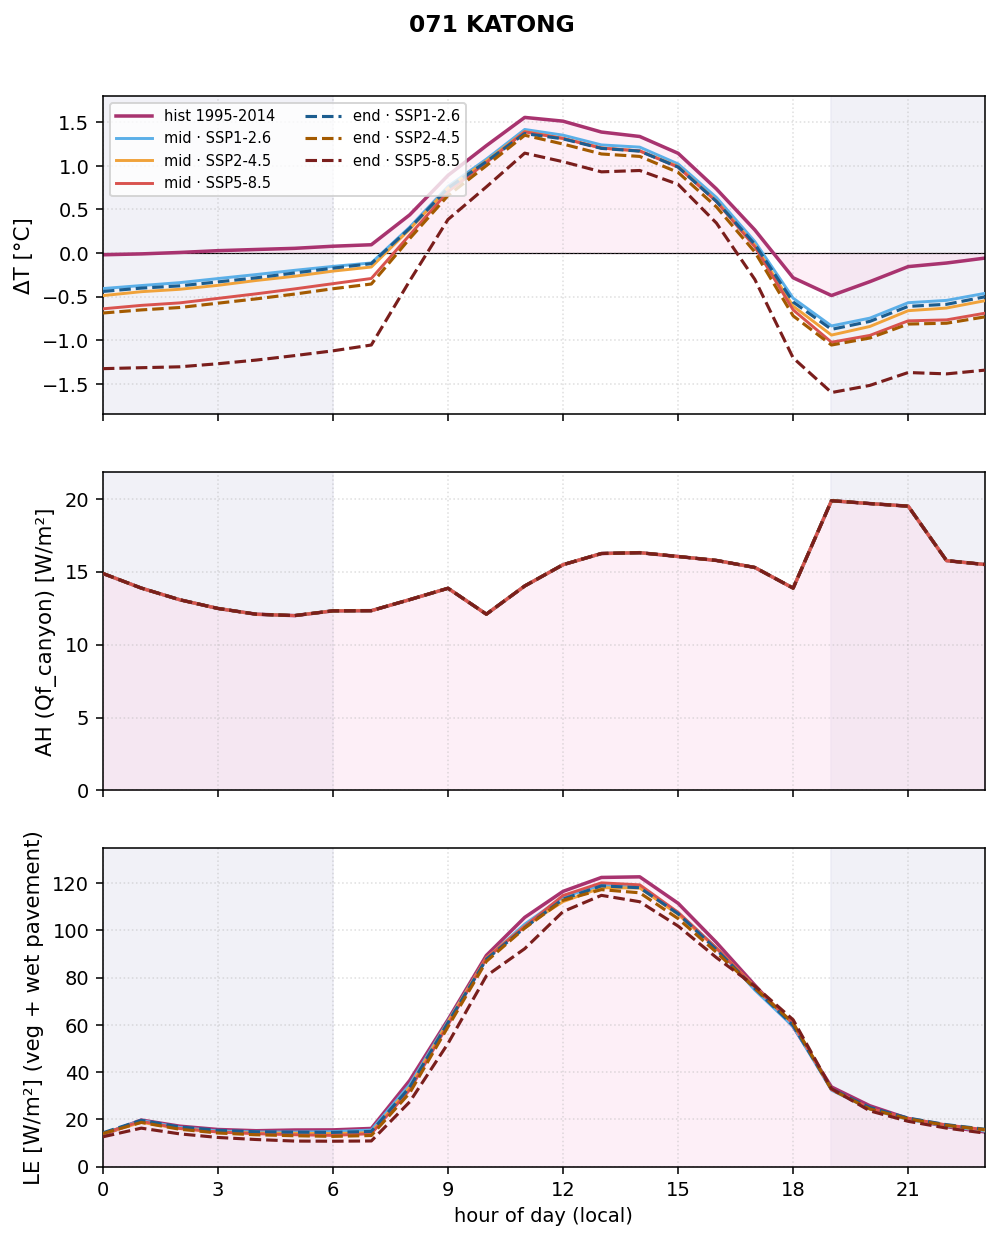 071 KATONG
hist 1995-2014
mid · SSP1-2.6
mid · SSP2-4.5
mid · SSP5-8.5
end · SSP1-2.6
end · SSP2-4.5
end · SSP5-8.5
ΔT [°C]
1.5
1.0
0.5
0.0
−0.5
−1.0
−1.5
AH (Qf_canyon) [W/m²]
20
15
10
5
0
LE [W/m²] (veg + wet pavement)
120
100
80
60
40
20
0
0 3 6 9 12 15 18 21
hour of day (local)